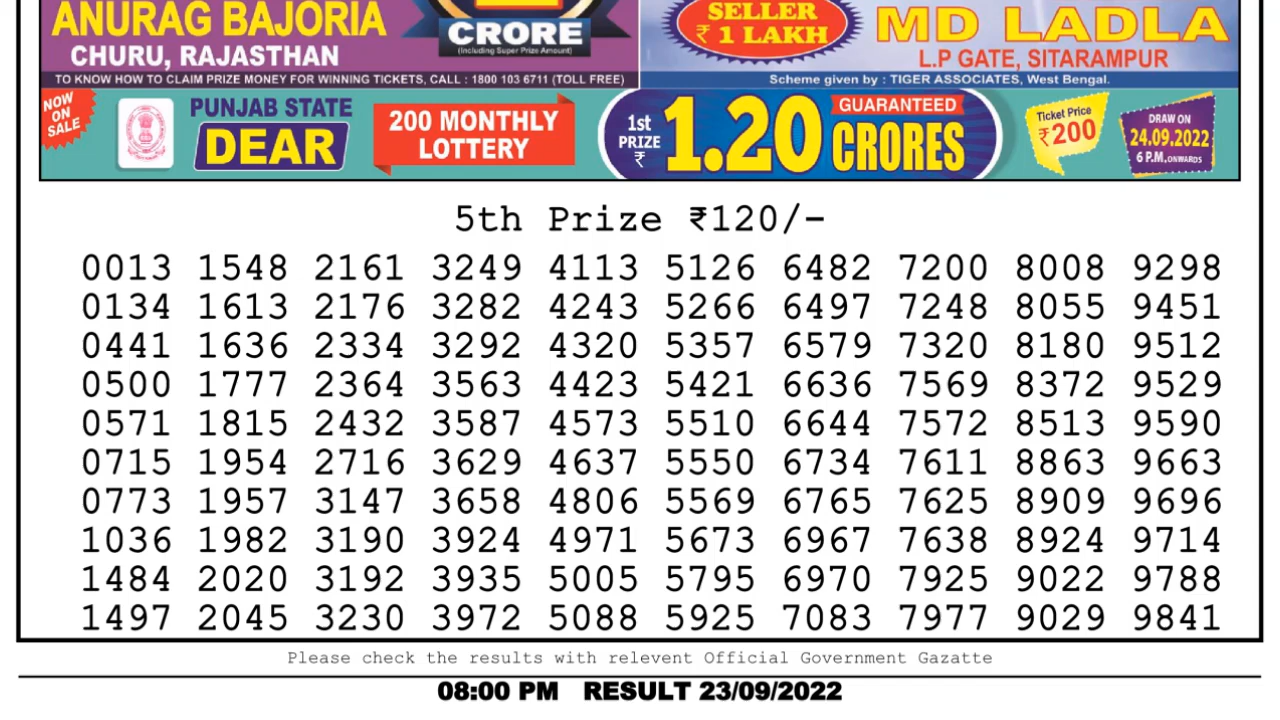 ANURAG BAJORIA
CHURU, RAJASTHAN
CRORE
(Including Super Prize Amount)
TO KNOW HOW TO CLAIM PRIZE MONEY FOR WINNING TICKETS, CALL : 1800 103 6711 (TOLL FREE)
SELLER
₹ 1 LAKH
MD LADLA
L.P GATE, SITARAMPUR
Scheme given by : TIGER ASSOCIATES, West Bengal.
NOW
ON
SALE
PUNJAB STATE
DEAR
200 MONTHLY
LOTTERY
1st
PRIZE
₹
1.20
GUARANTEED
CRORES
Ticket Price
₹200
DRAW ON
24.09.2022
6 P.M. ONWARDS
5th Prize ₹120/-
0013 1548 2161 3249 4113 5126 6482 7200 8008 9298
0134 1613 2176 3282 4243 5266 6497 7248 8055 9451
0441 1636 2334 3292 4320 5357 6579 7320 8180 9512
0500 1777 2364 3563 4423 5421 6636 7569 8372 9529
0571 1815 2432 3587 4573 5510 6644 7572 8513 9590
0715 1954 2716 3629 4637 5550 6734 7611 8863 9663
0773 1957 3147 3658 4806 5569 6765 7625 8909 9696
1036 1982 3190 3924 4971 5673 6967 7638 8924 9714
1484 2020 3192 3935 5005 5795 6970 7925 9022 9788
1497 2045 3230 3972 5088 5925 7083 7977 9029 9841
Please check the results with relevent Official Government Gazatte
08:00 PM RESULT 23/09/2022